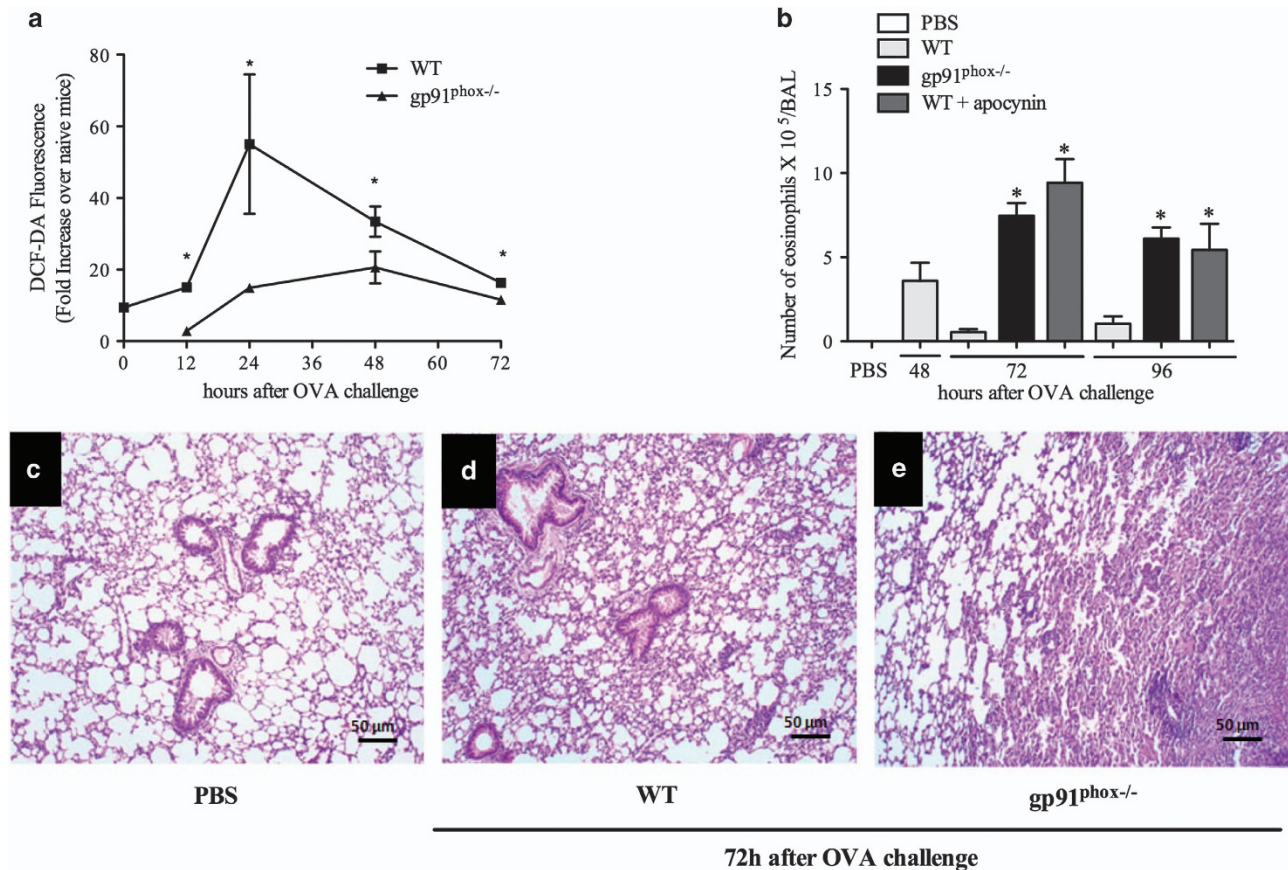 a
80
60
40
20
0
DCF-DA Fluorescence
(Fold Increase over naive mice)
WT
gp91phox-/-
*
*
*
*
0 12 24 36 48 60 72
hours after OVA challenge
b
PBS
WT
gp91phox-/-
WT + apocynin
15
10
5
0
Number of eosinophils X 10 5/BAL
*
*
*
*
PBS 48 72 96
hours after OVA challenge
c
50 µm
d
50 µm
e
50 µm
PBS
WT
gp91phox-/-
72h after OVA challenge